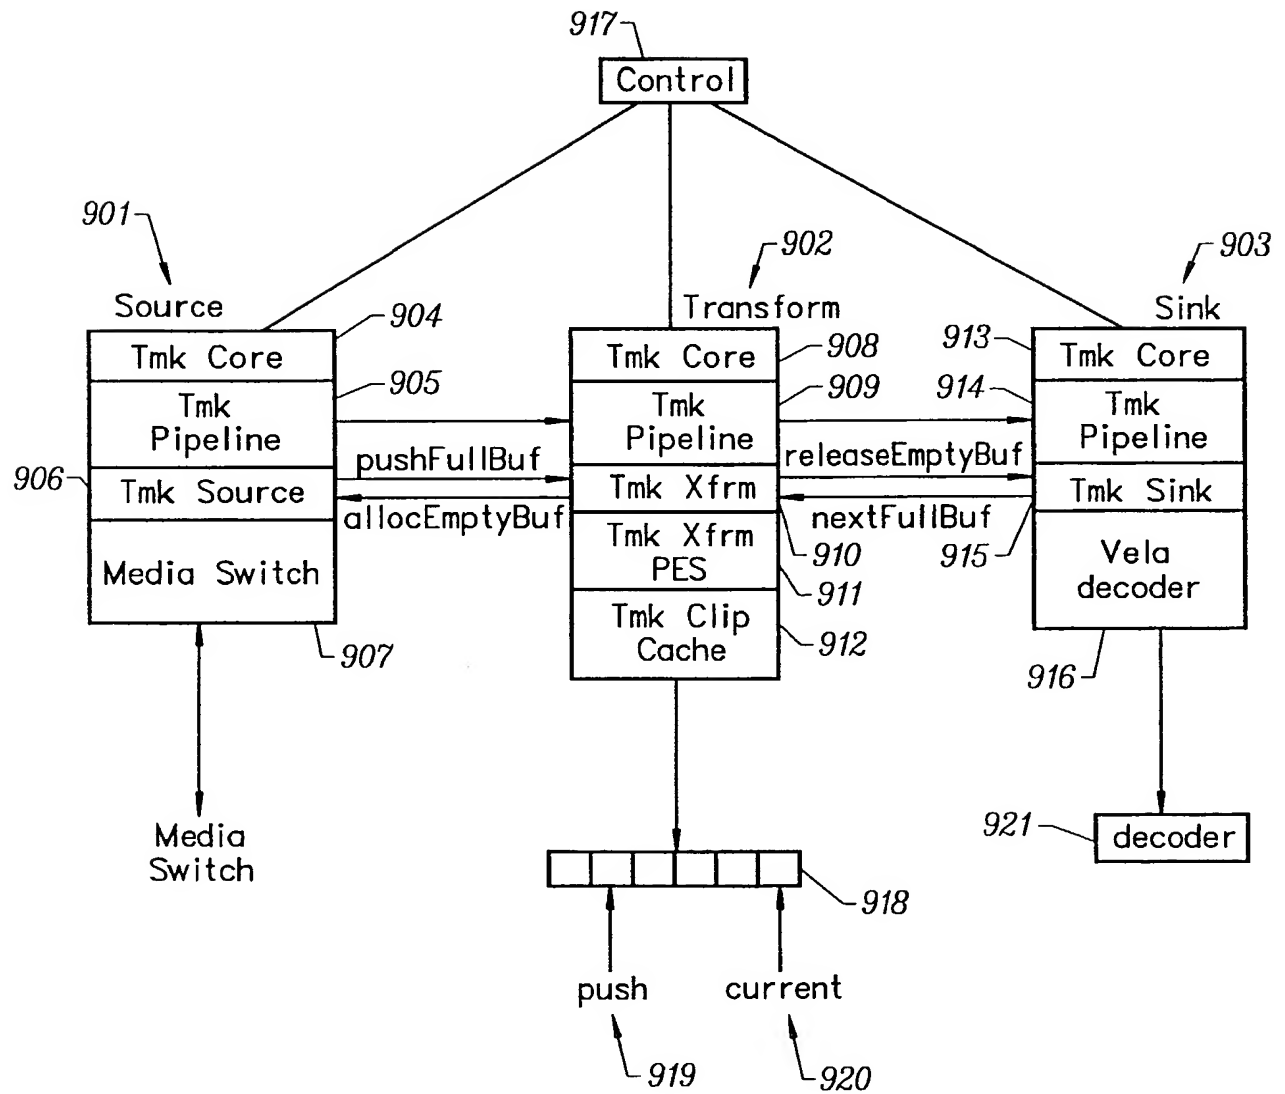 917
Control
901
902
903
Source
Transform
Sink
904
908
913
Tmk Core
Tmk Core
Tmk Core
905
909
914
Tmk
Pipeline
Tmk
Pipeline
Tmk
Pipeline
pushFullBuf
releaseEmptyBuf
906
Tmk Source
Tmk Xfrm
Tmk Sink
allocEmptyBuf
nextFullBuf
910
915
Media Switch
Tmk Xfrm
PES
Vela
decoder
911
Tmk Clip
Cache
912
907
916
Media
Switch
921
decoder
918
push
current
919
920